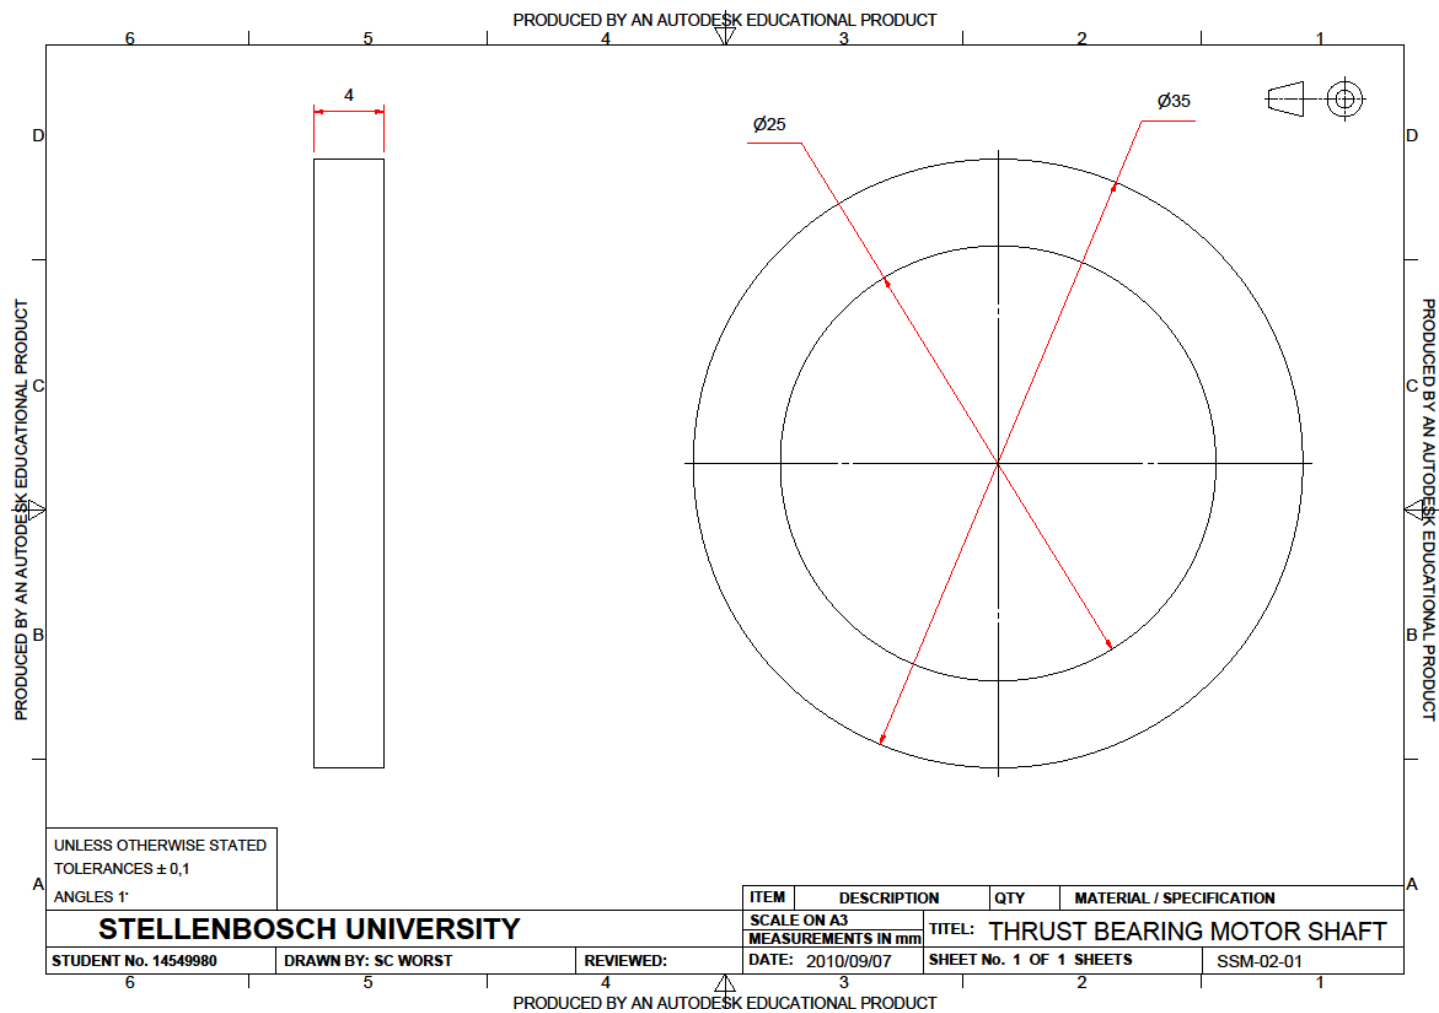 PRODUCED BY AN AUTODESK EDUCATIONAL PRODUCT
6 5 4 3 2 1
4
Ø25
Ø35
D D
C C
B B
A A
PRODUCED BY AN AUTODESK EDUCATIONAL PRODUCT
PRODUCED BY AN AUTODESK EDUCATIONAL PRODUCT
UNLESS OTHERWISE STATED
TOLERANCES ± 0,1
ANGLES 1°
ITEM DESCRIPTION QTY MATERIAL / SPECIFICATION
STELLENBOSCH UNIVERSITY
SCALE ON A3
MEASUREMENTS IN mm
TITEL: THRUST BEARING MOTOR SHAFT
STUDENT No. 14549980 DRAWN BY: SC WORST REVIEWED: DATE: 2010/09/07 SHEET No. 1 OF 1 SHEETS SSM-02-01
6 5 4 3 2 1
PRODUCED BY AN AUTODESK EDUCATIONAL PRODUCT